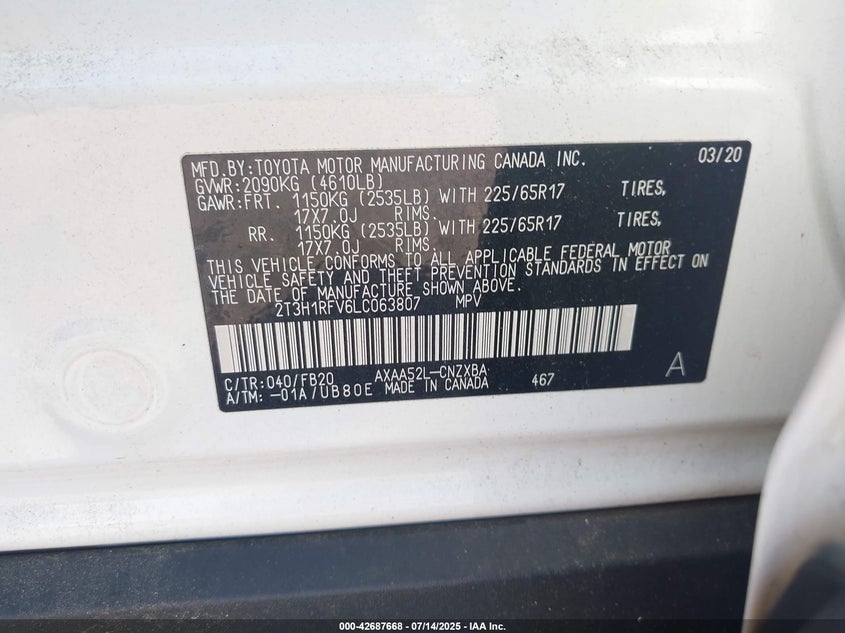 MFD.BY:TOYOTA MOTOR MANUFACTURING CANADA INC. 03/20
GVWR:2090KG (4610LB)
GAWR:FRT. 1150KG (2535LB) WITH 225/65R17 TIRES,
17X7.0J RIMS.
RR. 1150KG (2535LB) WITH 225/65R17 TIRES,
17X7.0J RIMS.
THIS VEHICLE CONFORMS TO ALL APPLICABLE FEDERAL MOTOR
VEHICLE SAFETY AND THEFT PREVENTION STANDARDS IN EFFECT ON
THE DATE OF MANUFACTURE SHOWN ABOVE.
2T3H1RFV6LC063807 MPV
C/TR:040/FB20 AXAA52L-CNZXBA
A/TM:-01A/UB80E MADE IN CANADA 467 A
000-42687668 - 07/14/2025 - IAA Inc.